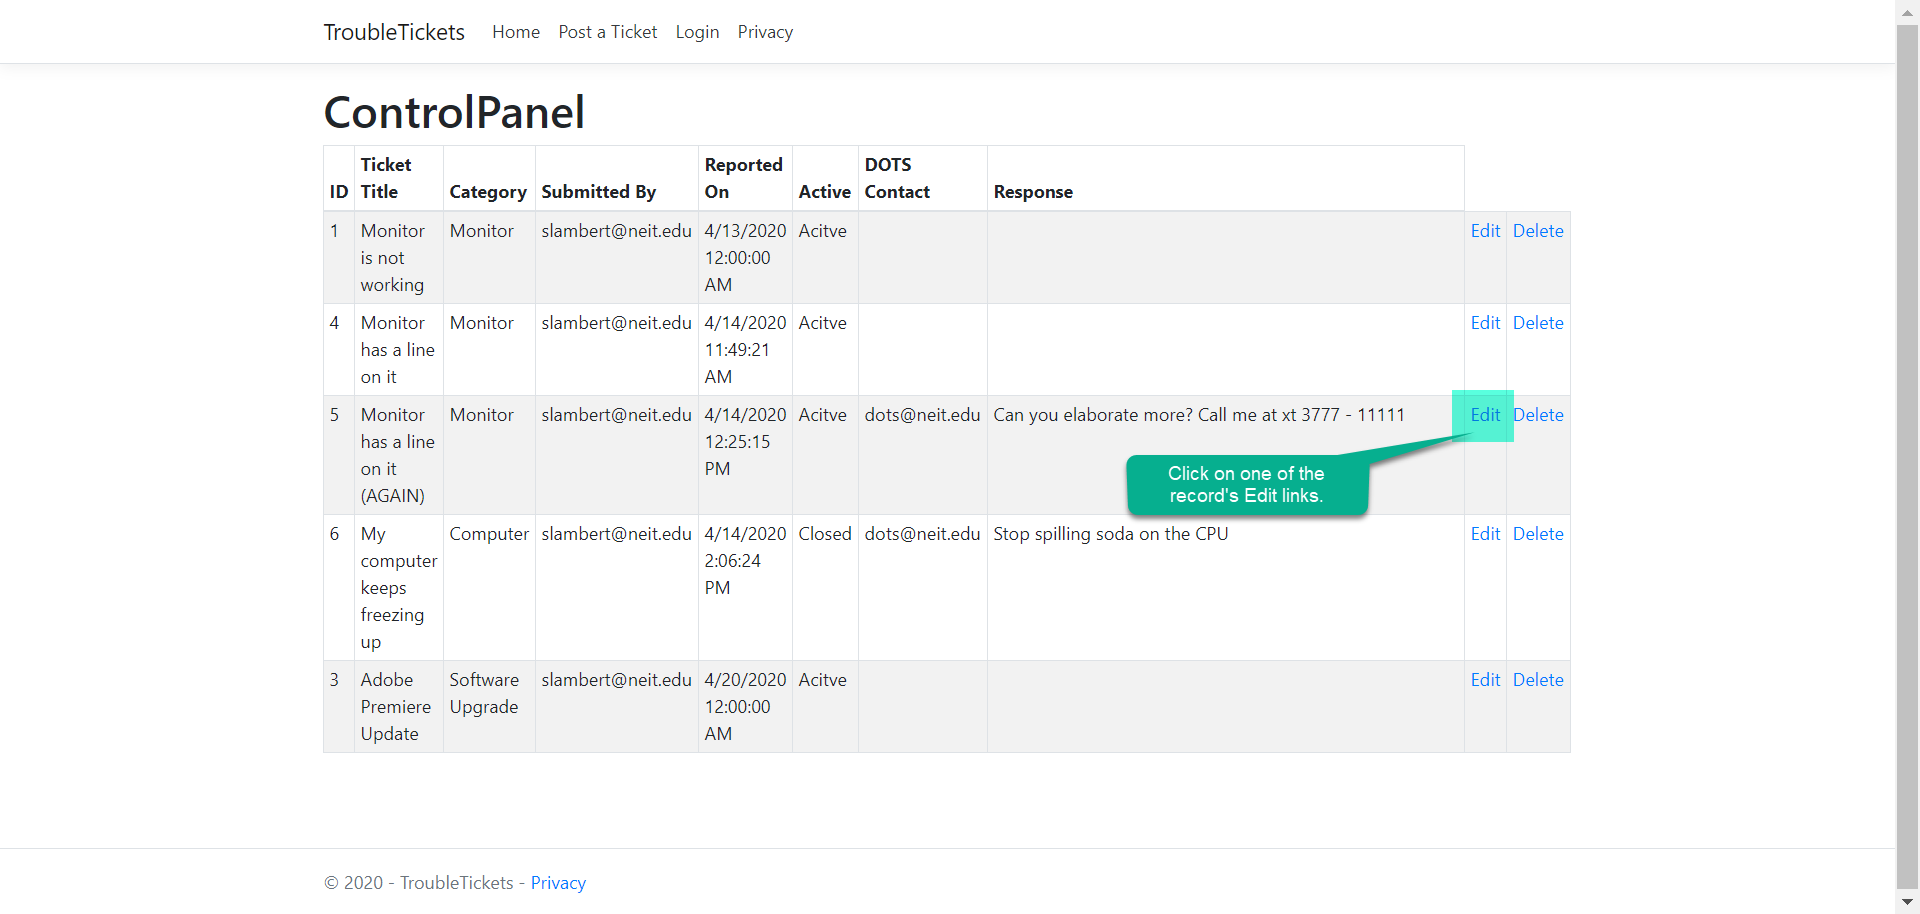 TroubleTickets Home Post a Ticket Login Privacy
ControlPanel
ID Ticket Title Category Submitted By Reported On Active DOTS Contact Response
1 Monitor is not working Monitor slambert@neit.edu 4/13/2020 12:00:00 AM Acitve Edit Delete
4 Monitor has a line on it Monitor slambert@neit.edu 4/14/2020 11:49:21 AM Acitve Edit Delete
5 Monitor has a line on it (AGAIN) Monitor slambert@neit.edu 4/14/2020 12:25:15 PM Acitve dots@neit.edu Can you elaborate more? Call me at xt 3777 - 11111 Edit Delete
Click on one of the
record's Edit links.
6 My computer keeps freezing up Computer slambert@neit.edu 4/14/2020 2:06:24 PM Closed dots@neit.edu Stop spilling soda on the CPU Edit Delete
3 Adobe Premiere Update Software Upgrade slambert@neit.edu 4/20/2020 12:00:00 AM Acitve Edit Delete
© 2020 - TroubleTickets - Privacy